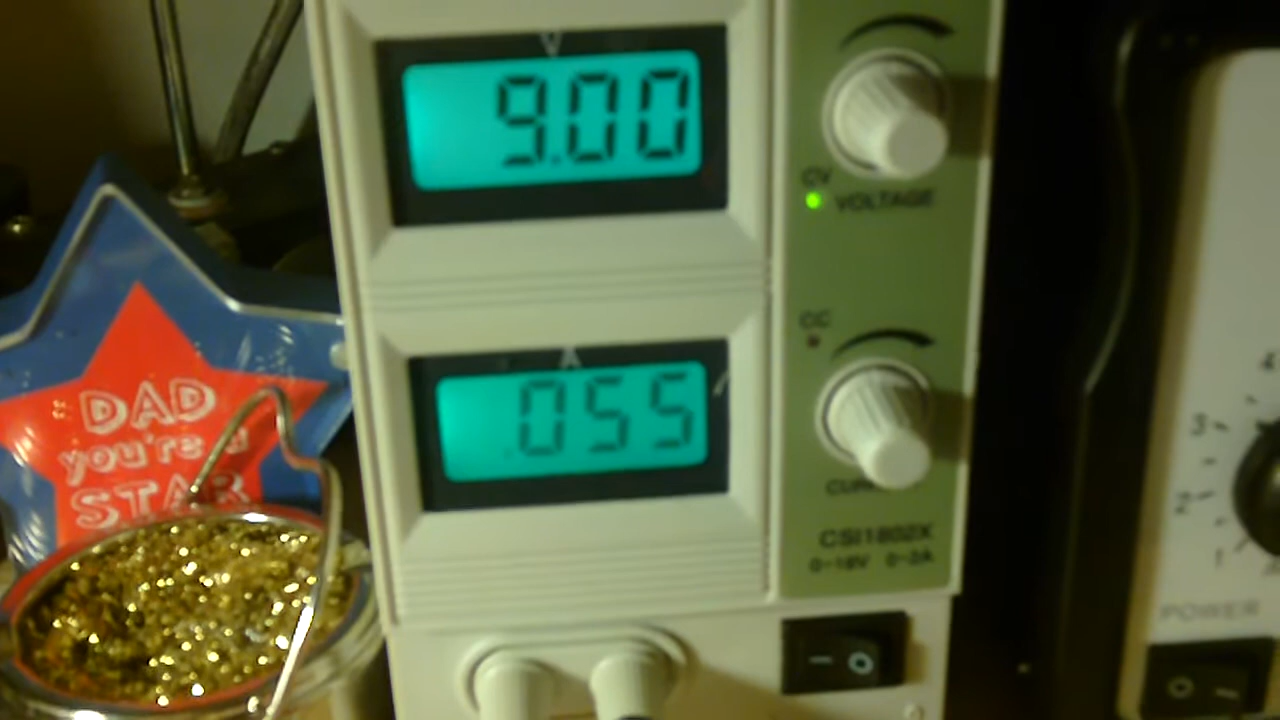 V
9.00
CV
VOLTAGE
A
.055
CC
CSI1802X
0-18V 0-2A
DAD
you're a
STAR
4
3
2
1
POWER